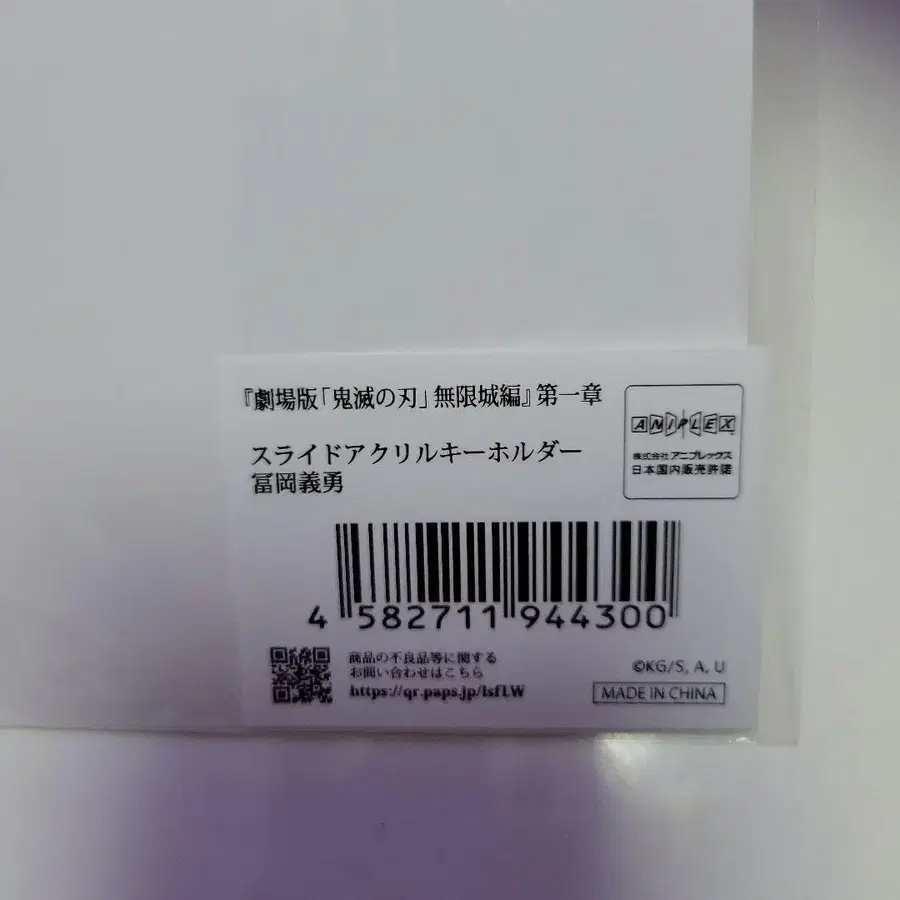 『劇場版「鬼滅の刃」無限城編』第一章
スライドアクリルキーホルダー
冨岡義勇
ANIPLEX
株式会社アニプレックス
日本国内販売許諾
4 582711 944300
商品の不良品等に関する
お問い合わせはこちら
https://qr.paps.jp/lsfLW
©KG/S, A, U
MADE IN CHINA